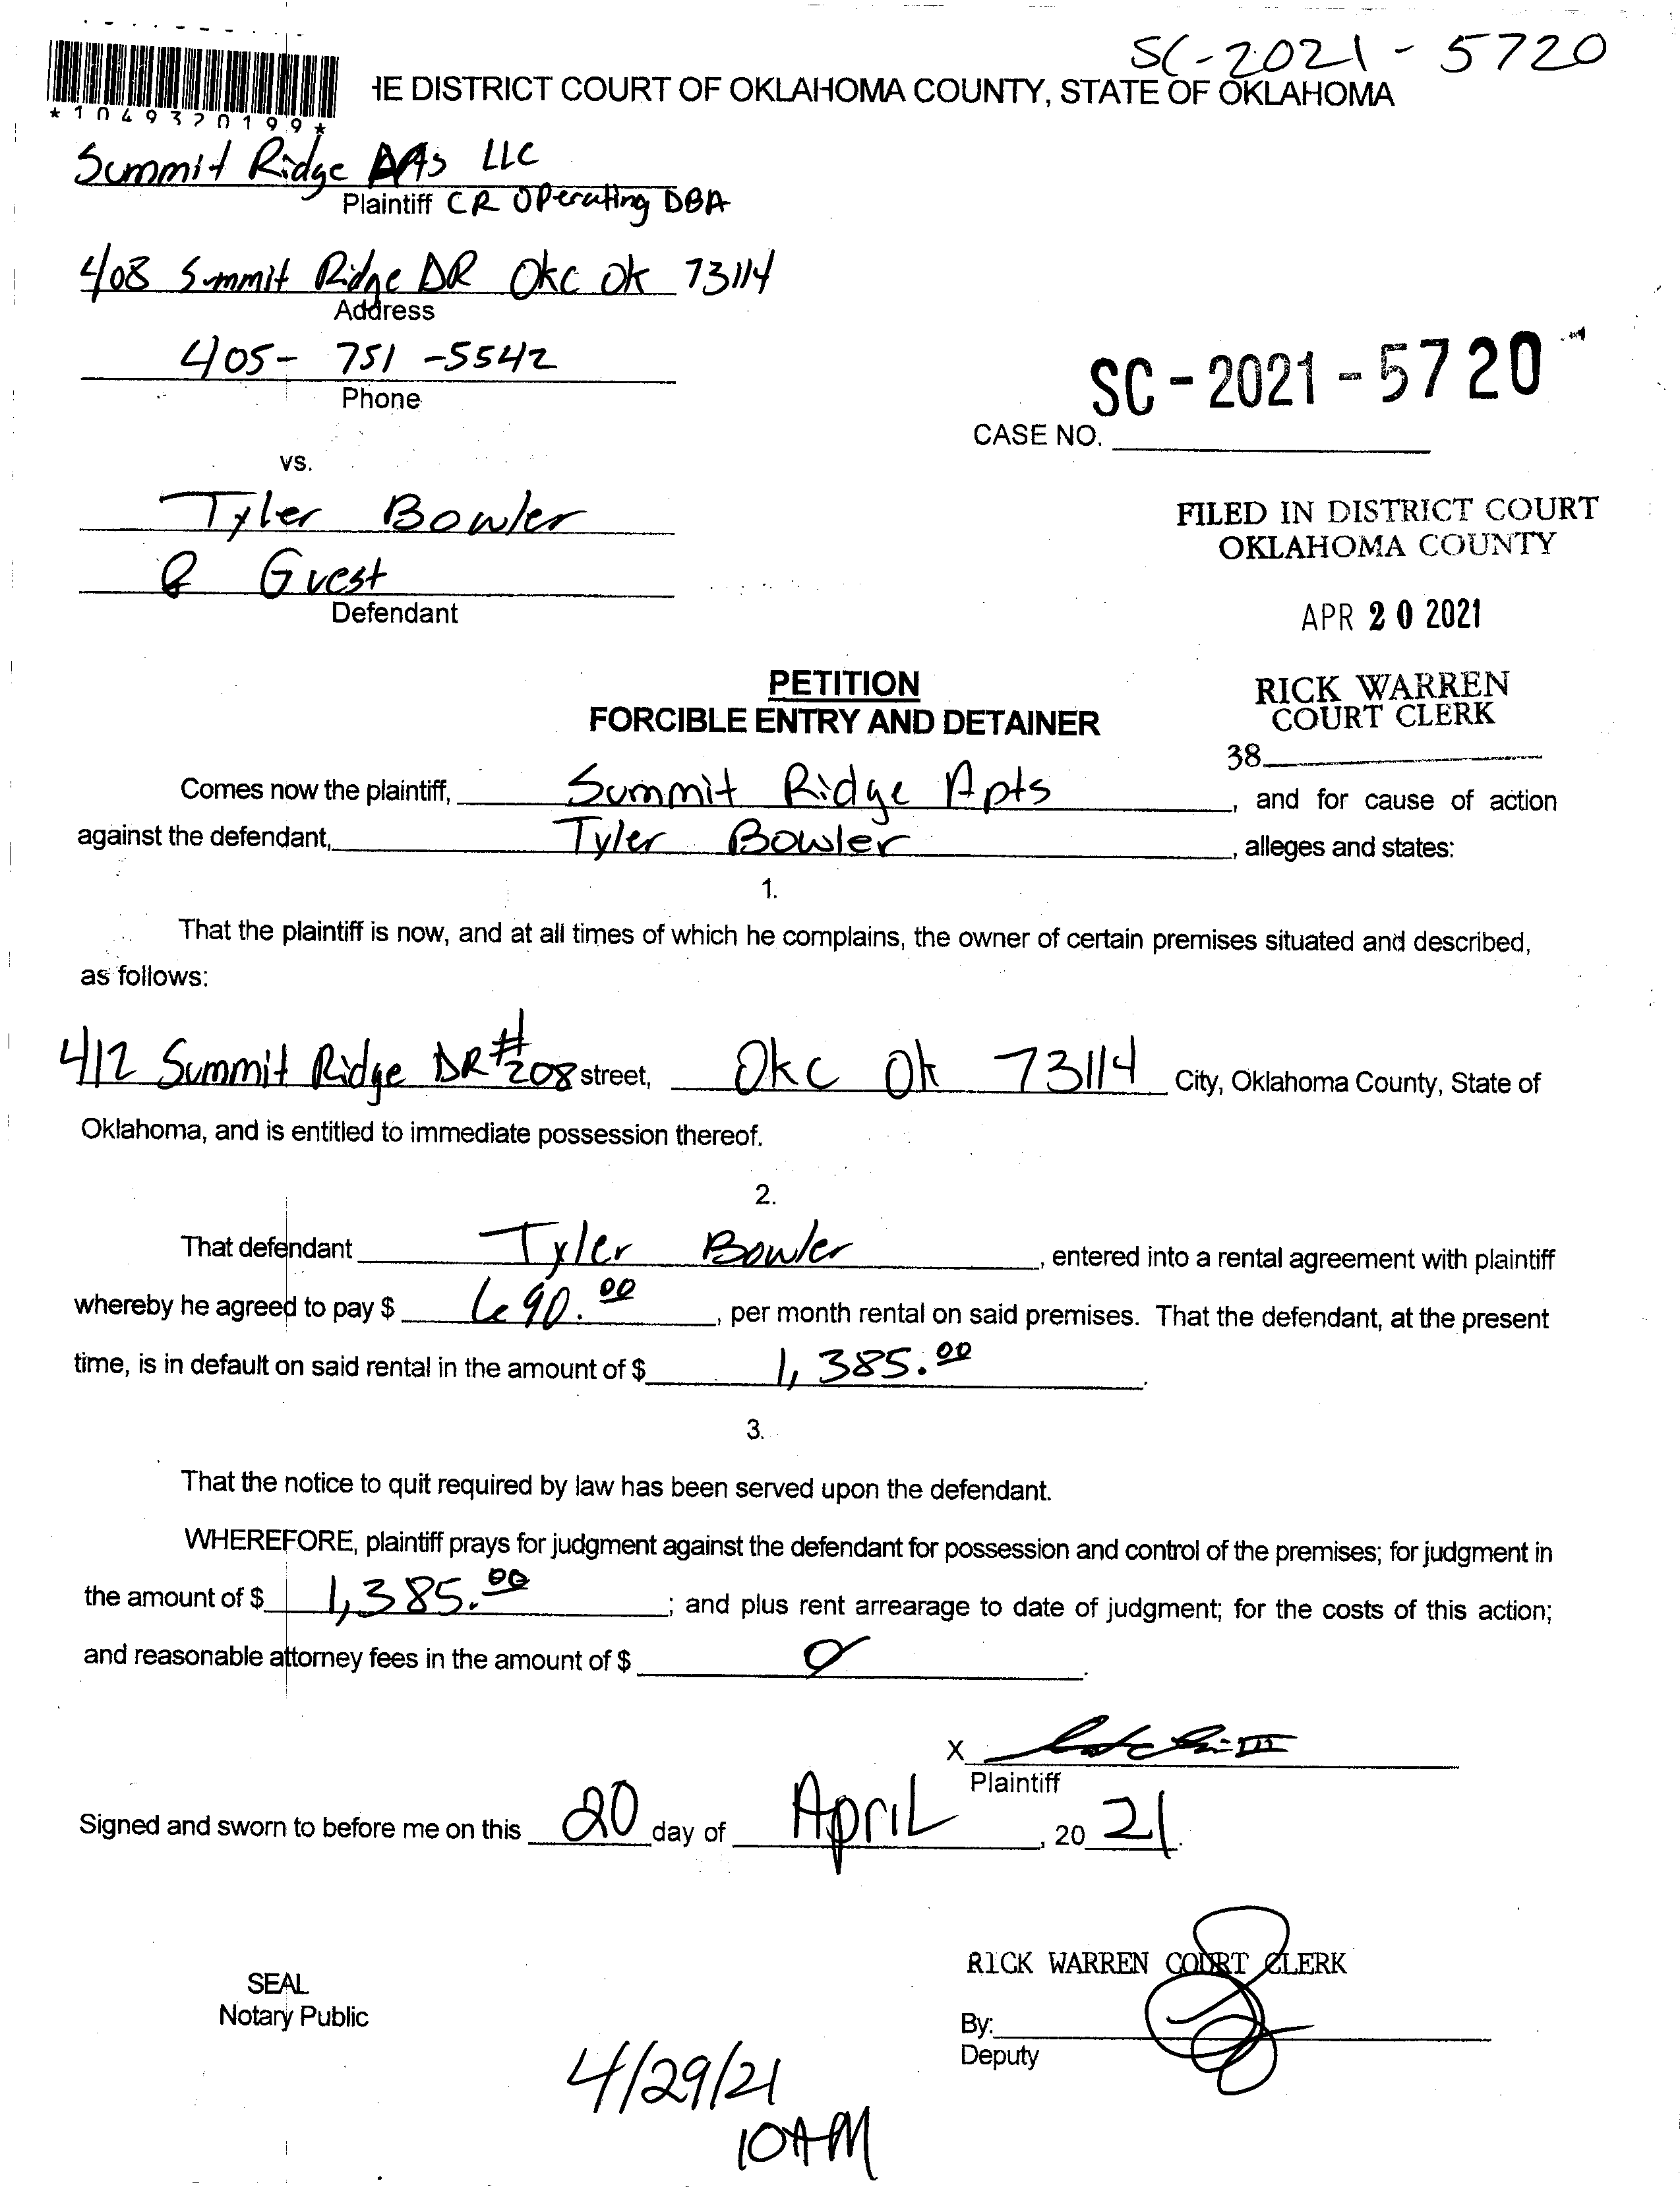 SC-2021-5720
HE DISTRICT COURT OF OKLAHOMA COUNTY, STATE OF OKLAHOMA
*1049320199*
Summit Ridge Apts LLC
Plaintiff CR Operating DBA
408 Summit Ridge DR Okc Ok 73114
Address
405-751-5542
Phone
SC-2021-5720
CASE NO.
vs.
Tyler Bowler
& Guest
Defendant
FILED IN DISTRICT COURT
OKLAHOMA COUNTY
APR 20 2021
RICK WARREN
COURT CLERK
38
PETITION
FORCIBLE ENTRY AND DETAINER
Comes now the plaintiff, Summit Ridge Apts, and for cause of action
against the defendant, Tyler Bowler, alleges and states:
1.
That the plaintiff is now, and at all times of which he complains, the owner of certain premises situated and described,
as follows:
412 Summit Ridge DR #208 street, Okc Ok 73114 City, Oklahoma County, State of
Oklahoma, and is entitled to immediate possession thereof.
2.
That defendant Tyler Bowler, entered into a rental agreement with plaintiff
whereby he agreed to pay $ 690.00, per month rental on said premises. That the defendant, at the present
time, is in default on said rental in the amount of $ 1,385.00.
3.
That the notice to quit required by law has been served upon the defendant.
WHEREFORE, plaintiff prays for judgment against the defendant for possession and control of the premises; for judgment in
the amount of $ 1,385.00; and plus rent arrearage to date of judgment; for the costs of this action;
and reasonable attorney fees in the amount of $ 0.
X
Plaintiff
Signed and sworn to before me on this 20 day of April, 2021.
SEAL
Notary Public
RICK WARREN COURT CLERK
By:
Deputy
4/29/21
10AM